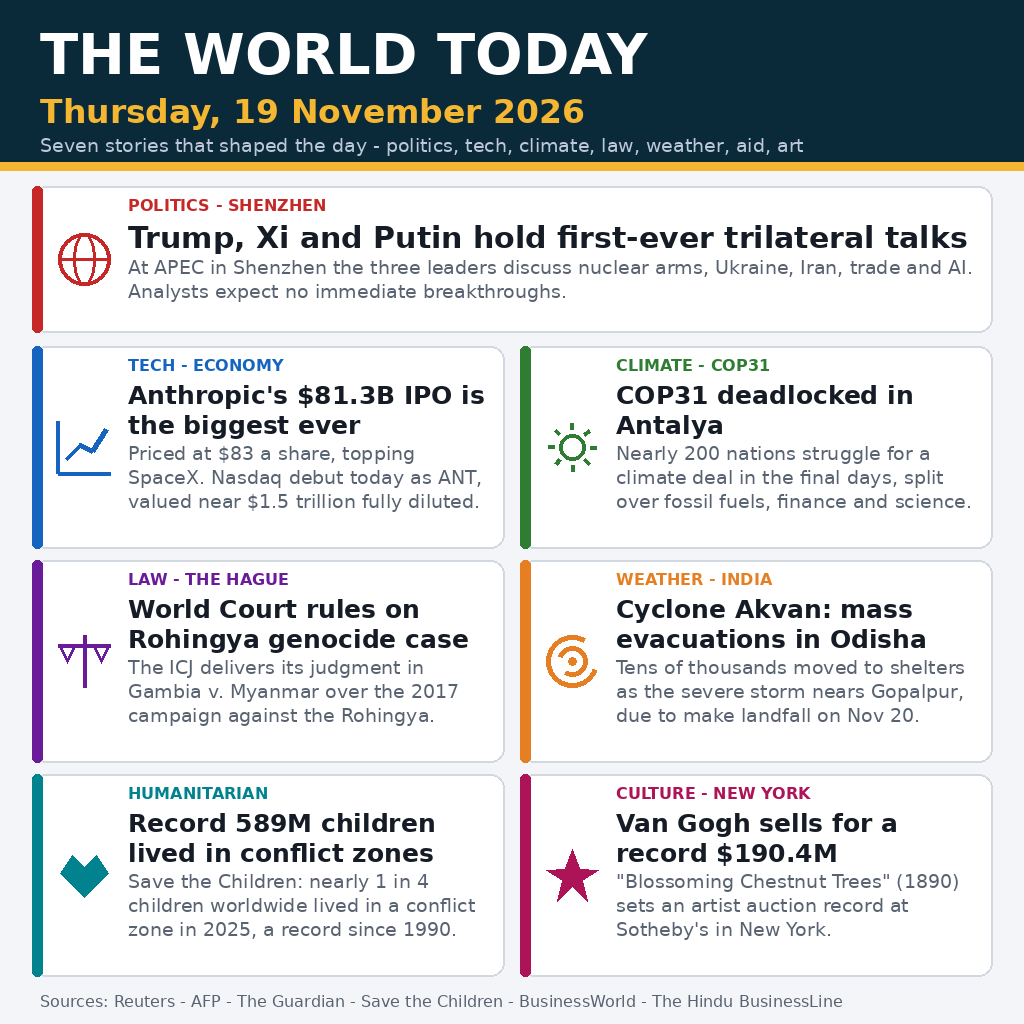 THE WORLD TODAY
Thursday, 19 November 2026
Seven stories that shaped the day - politics, tech, climate, law, weather, aid, art
POLITICS - SHENZHEN
Trump, Xi and Putin hold first-ever trilateral talks
At APEC in Shenzhen the three leaders discuss nuclear arms, Ukraine, Iran, trade and AI.
Analysts expect no immediate breakthroughs.
TECH - ECONOMY
Anthropic's $81.3B IPO is
the biggest ever
Priced at $83 a share, topping
SpaceX. Nasdaq debut today as ANT,
valued near $1.5 trillion fully diluted.
CLIMATE - COP31
COP31 deadlocked in
Antalya
Nearly 200 nations struggle for a
climate deal in the final days, split
over fossil fuels, finance and science.
LAW - THE HAGUE
World Court rules on
Rohingya genocide case
The ICJ delivers its judgment in
Gambia v. Myanmar over the 2017
campaign against the Rohingya.
WEATHER - INDIA
Cyclone Akvan: mass
evacuations in Odisha
Tens of thousands moved to shelters
as the severe storm nears Gopalpur,
due to make landfall on Nov 20.
HUMANITARIAN
Record 589M children
lived in conflict zones
Save the Children: nearly 1 in 4
children worldwide lived in a conflict
zone in 2025, a record since 1990.
CULTURE - NEW YORK
Van Gogh sells for a
record $190.4M
"Blossoming Chestnut Trees" (1890)
sets an artist auction record at
Sotheby's in New York.
Sources: Reuters - AFP - The Guardian - Save the Children - BusinessWorld - The Hindu BusinessLine